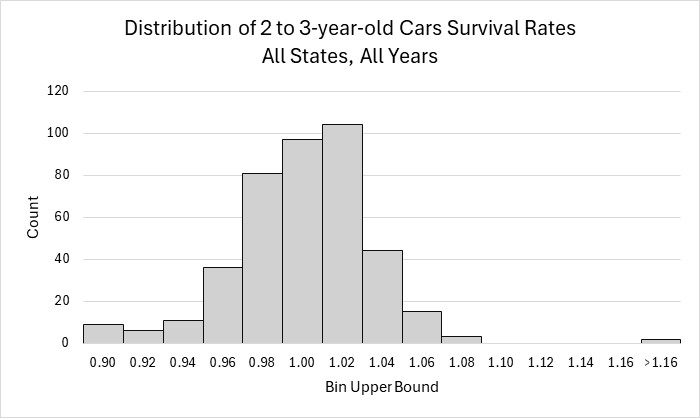 Distribution of 2 to 3-year-old Cars Survival Rates
All States, All Years
120
100
80
60
40
20
0
Count
0.90 0.92 0.94 0.96 0.98 1.00 1.02 1.04 1.06 1.08 1.10 1.12 1.14 1.16 >1.16
Bin Upper Bound